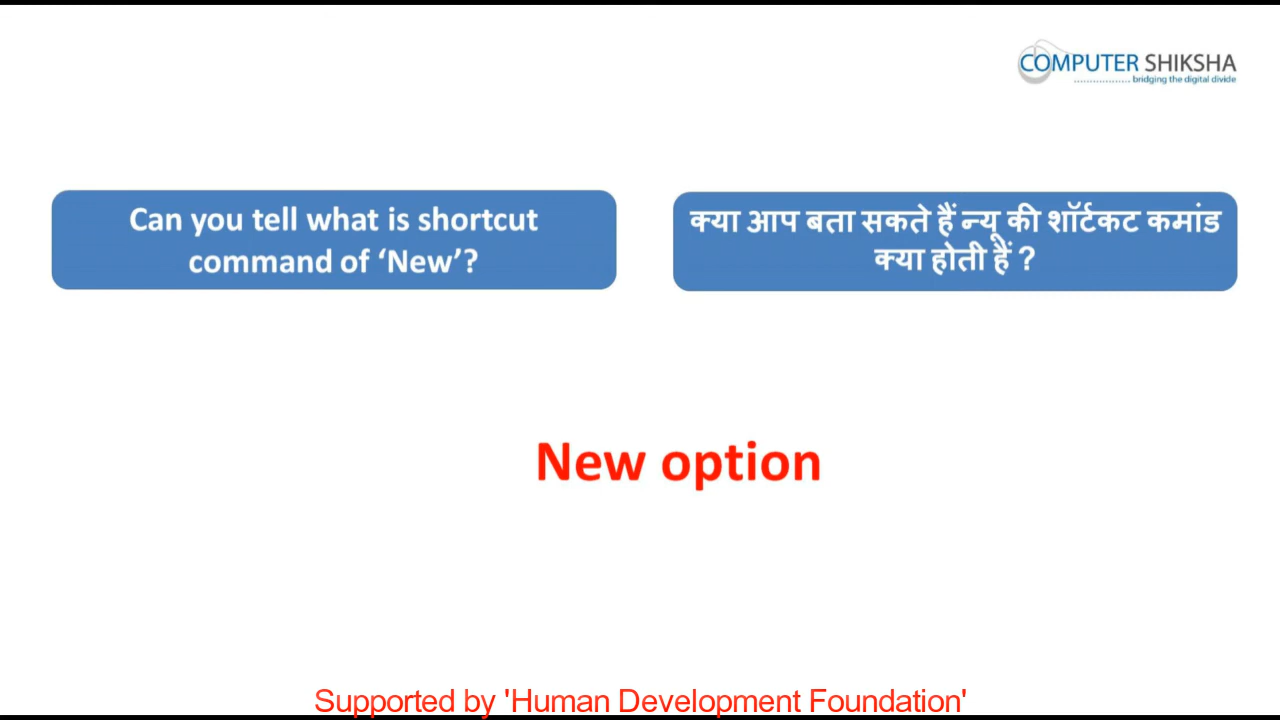 COMPUTER SHIKSHA
bridging the digital divide
Can you tell what is shortcut
command of ‘New’?
क्या आप बता सकते हैं न्यू की शॉर्टकट कमांड
क्या होती हैं ?
New option
Supported by 'Human Development Foundation'